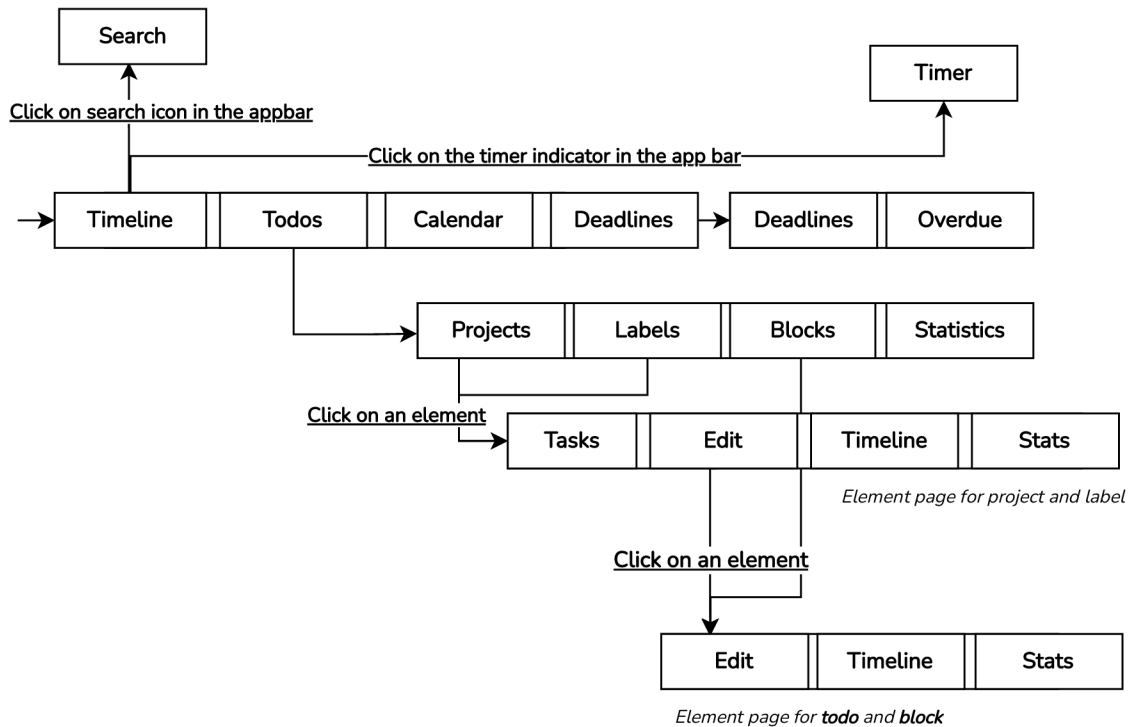 Search
Timer
Click on search icon in the appbar
Click on the timer indicator in the app bar
Timeline
Todos
Calendar
Deadlines
Deadlines
Overdue
Projects
Labels
Blocks
Statistics
Click on an element
Tasks
Edit
Timeline
Stats
Element page for project and label
Click on an element
Edit
Timeline
Stats
Element page for todo and block